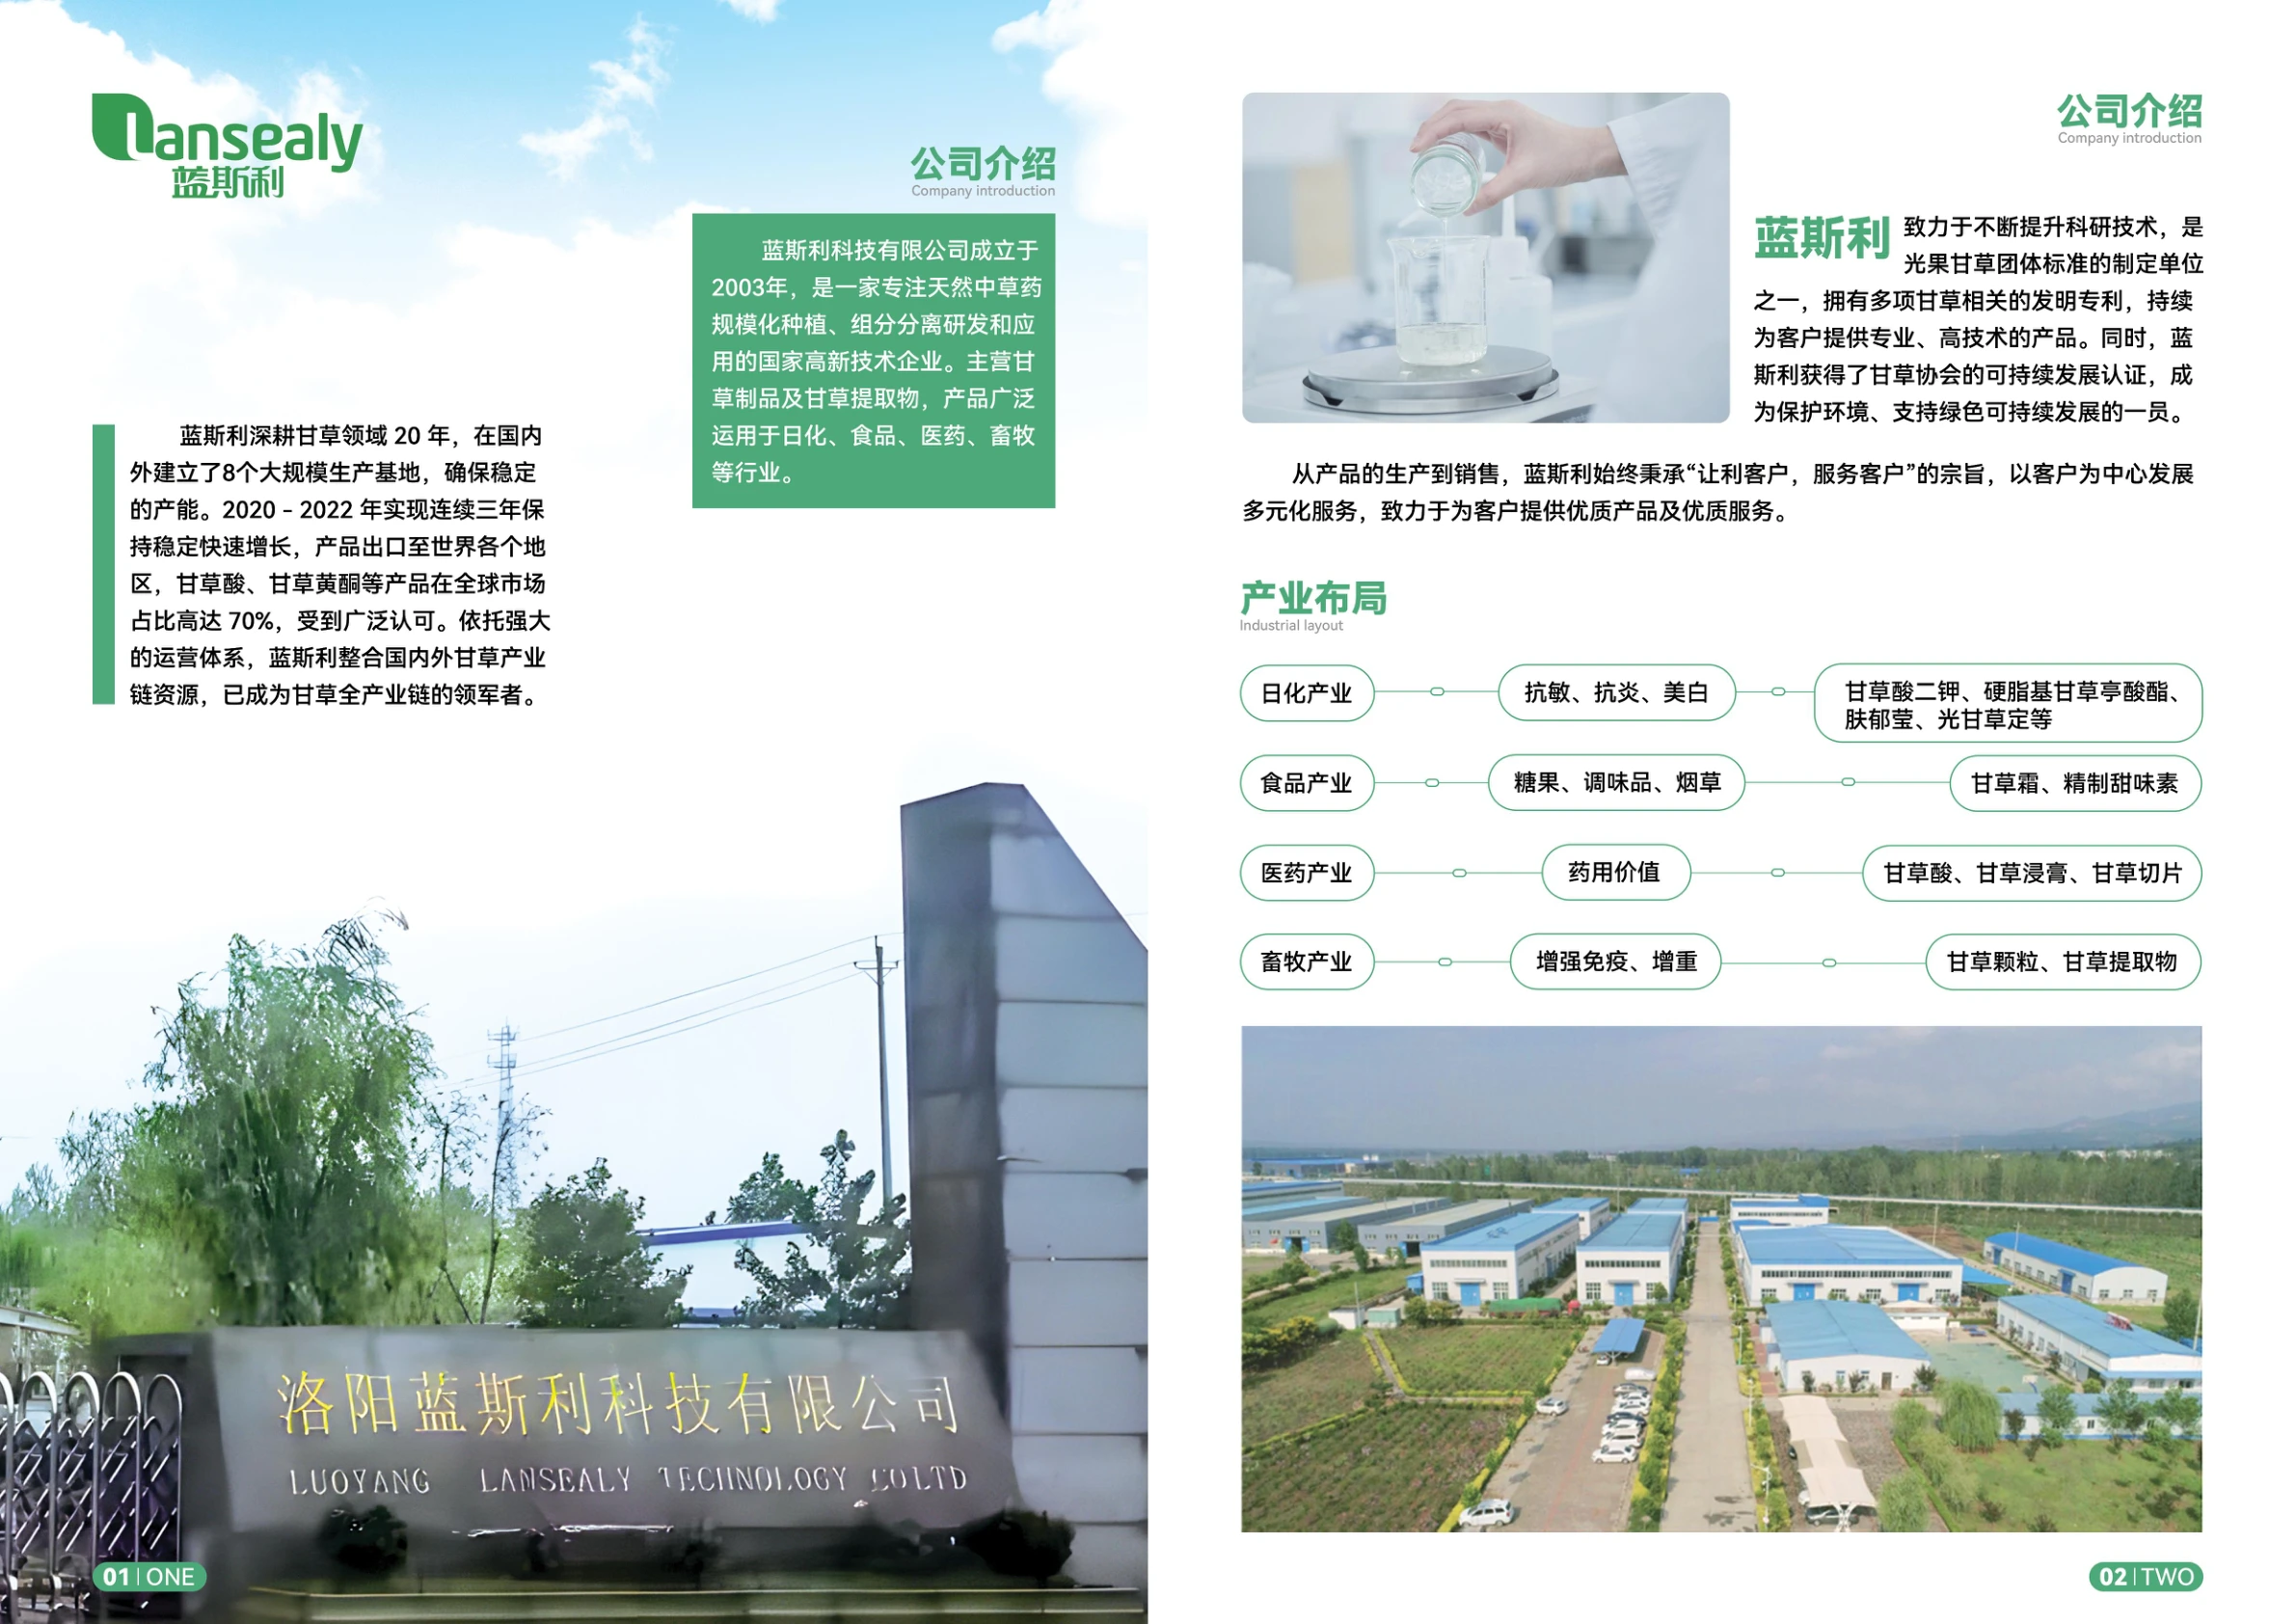 Lansealy
蓝斯利
公司介绍
Company introduction
蓝斯利科技有限公司成立于
2003年，是一家专注天然中草药
规模化种植、组分分离研发和应
用的国家高新技术企业。主营甘
草制品及甘草提取物，产品广泛
运用于日化、食品、医药、畜牧
等行业。
蓝斯利深耕甘草领域 20 年，在国内
外建立了8个大规模生产基地，确保稳定
的产能。2020 - 2022 年实现连续三年保
持稳定快速增长，产品出口至世界各个地
区，甘草酸、甘草黄酮等产品在全球市场
占比高达 70%，受到广泛认可。依托强大
的运营体系，蓝斯利整合国内外甘草产业
链资源，已成为甘草全产业链的领军者。
洛阳蓝斯利科技有限公司
LUOYANG LANSEALY TECHNOLOGY CO LTD
01 | ONE
公司介绍
Company introduction
蓝斯利 致力于不断提升科研技术，是
光果甘草团体标准的制定单位
之一，拥有多项甘草相关的发明专利，持续
为客户提供专业、高技术的产品。同时，蓝
斯利获得了甘草协会的可持续发展认证，成
为保护环境、支持绿色可持续发展的一员。
从产品的生产到销售，蓝斯利始终秉承“让利客户，服务客户”的宗旨，以客户为中心发展
多元化服务，致力于为客户提供优质产品及优质服务。
产业布局
Industrial layout
日化产业
抗敏、抗炎、美白
甘草酸二钾、硬脂基甘草亭酸酯、
肤郁莹、光甘草定等
食品产业
糖果、调味品、烟草
甘草霜、精制甜味素
医药产业
药用价值
甘草酸、甘草浸膏、甘草切片
畜牧产业
增强免疫、增重
甘草颗粒、甘草提取物
02 | TWO